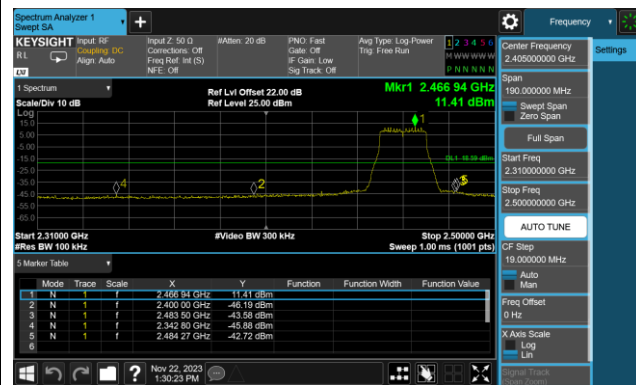 Spectrum Analyzer 1
Swept SA
Frequency
KEYSIGHT
RL
LXI
Input: RF
Coupling: DC
Align: Auto
Input Z: 50 Ω
Corrections: Off
Freq Ref: Int (S)
NFE: Off
#Atten: 20 dB
PNO: Fast
Gate: Off
IF Gain: Low
Sig Track: Off
Avg Type: Log-Power
Trig: Free Run
1 2 3 4 5 6
M W W W W W
P N N N N N
1 Spectrum
Scale/Div 10 dB
Ref Lvl Offset 22.00 dB
Ref Level 25.00 dBm
Mkr1 2.466 94 GHz
11.41 dBm
Log
15.0
5.00
-5.00
-15.0
-25.0
-35.0
-45.0
-55.0
-65.0
1
DL1 -18.59 dBm
4
2
Start 2.31000 GHz
#Res BW 100 kHz
#Video BW 300 kHz
Stop 2.50000 GHz
Sweep 1.00 ms (1001 pts)
5 Marker Table
Mode Trace Scale X Y Function Function Width Function Value
1 N 1 f 2.466 94 GHz 11.41 dBm
2 N 1 f 2.400 00 GHz -46.19 dBm
3 N 1 f 2.483 50 GHz -43.58 dBm
4 N 1 f 2.342 80 GHz -45.88 dBm
5 N 1 f 2.484 27 GHz -42.72 dBm
6
Nov 22, 2023
1:30:23 PM
?
Center Frequency
2.405000000 GHz
Settings
Span
190.000000 MHz
Swept Span
Zero Span
Full Span
Start Freq
2.310000000 GHz
Stop Freq
2.500000000 GHz
AUTO TUNE
CF Step
19.000000 MHz
Auto
Man
Freq Offset
0 Hz
X Axis Scale
Log
Lin
Signal Track
(Span Zoom)